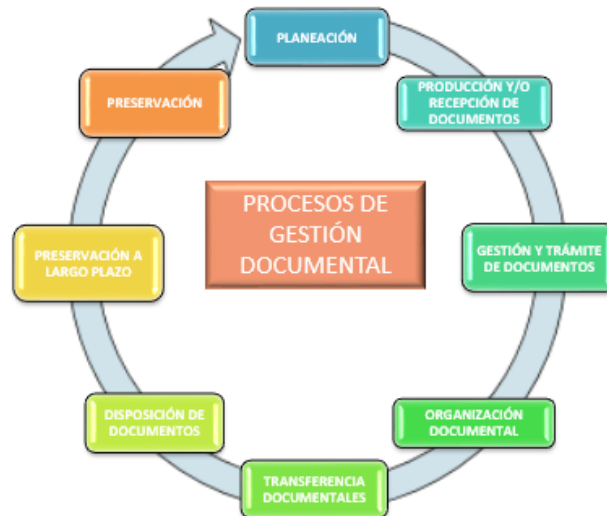 PLANEACIÓN
PRODUCCIÓN Y/O
RECEPCIÓN DE
DOCUMENTOS
GESTIÓN Y TRÁMITE
DE DOCUMENTOS
ORGANIZACIÓN
DOCUMENTAL
TRANSFERENCIA
DOCUMENTALES
DISPOSICIÓN DE
DOCUMENTOS
PRESERVACIÓN A
LARGO PLAZO
PRESERVACIÓN
PROCESOS DE
GESTIÓN
DOCUMENTAL